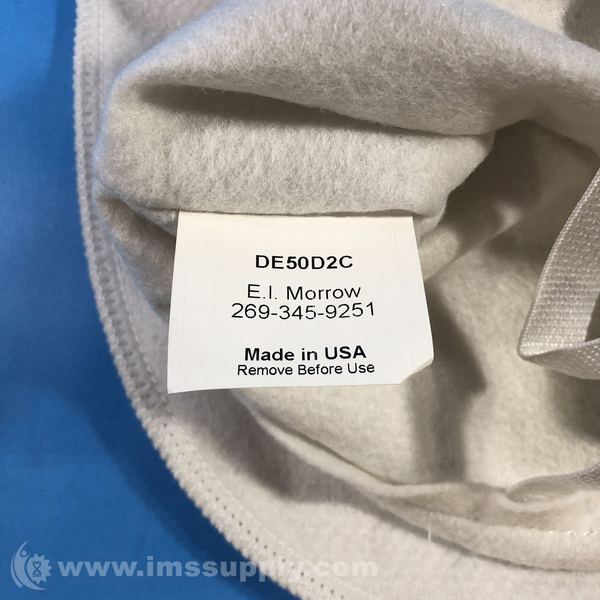 DE50D2C
E.I. Morrow
269-345-9251
Made in USA
Remove Before Use
www.imssupply.com